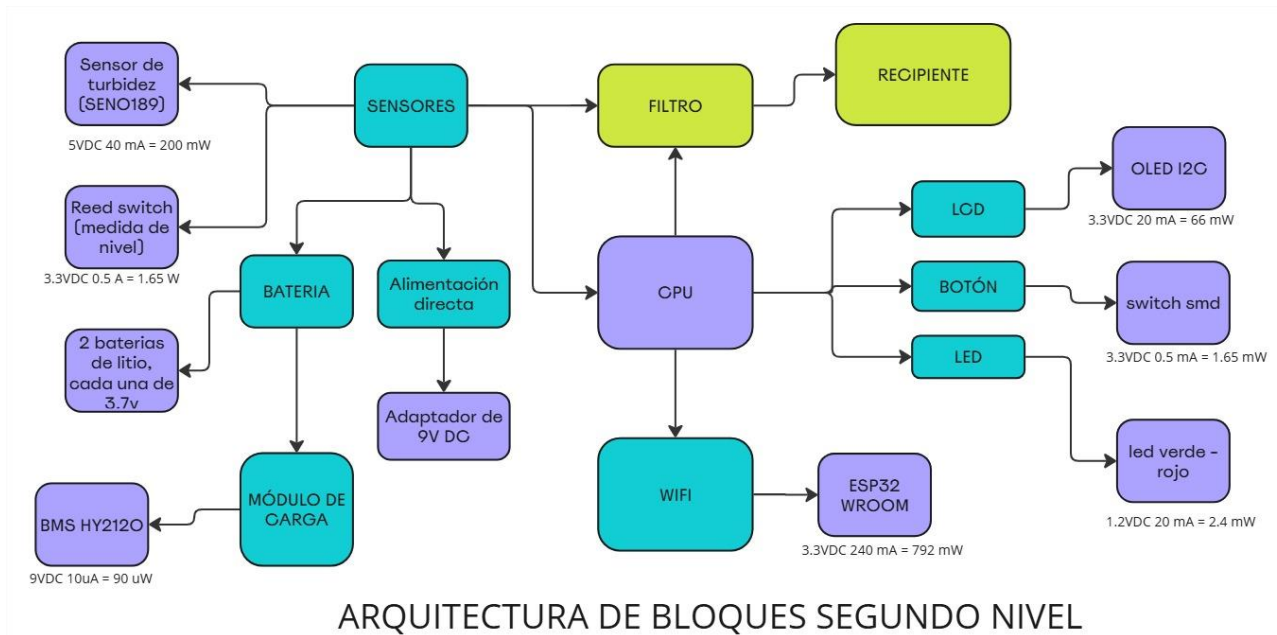 Sensor de
turbidez
(SEN0189)
5VDC 40 mA = 200 mW
SENSORES
FILTRO
RECIPIENTE
Reed switch
(medida de
nivel)
3.3VDC 0.5 A = 1.65 W
BATERIA
Alimentación
directa
CPU
LCD
OLED I2C
3.3VDC 20 mA = 66 mW
BOTÓN
switch smd
3.3VDC 0.5 mA = 1.65 mW
LED
led verde -
rojo
1.2VDC 20 mA = 2.4 mW
2 baterias
de litio,
cada una de
3.7v
Adaptador de
9V DC
MÓDULO DE
CARGA
BMS HY2120
9VDC 10uA = 90 uW
WIFI
ESP32
WROOM
3.3VDC 240 mA = 792 mW
ARQUITECTURA DE BLOQUES SEGUNDO NIVEL